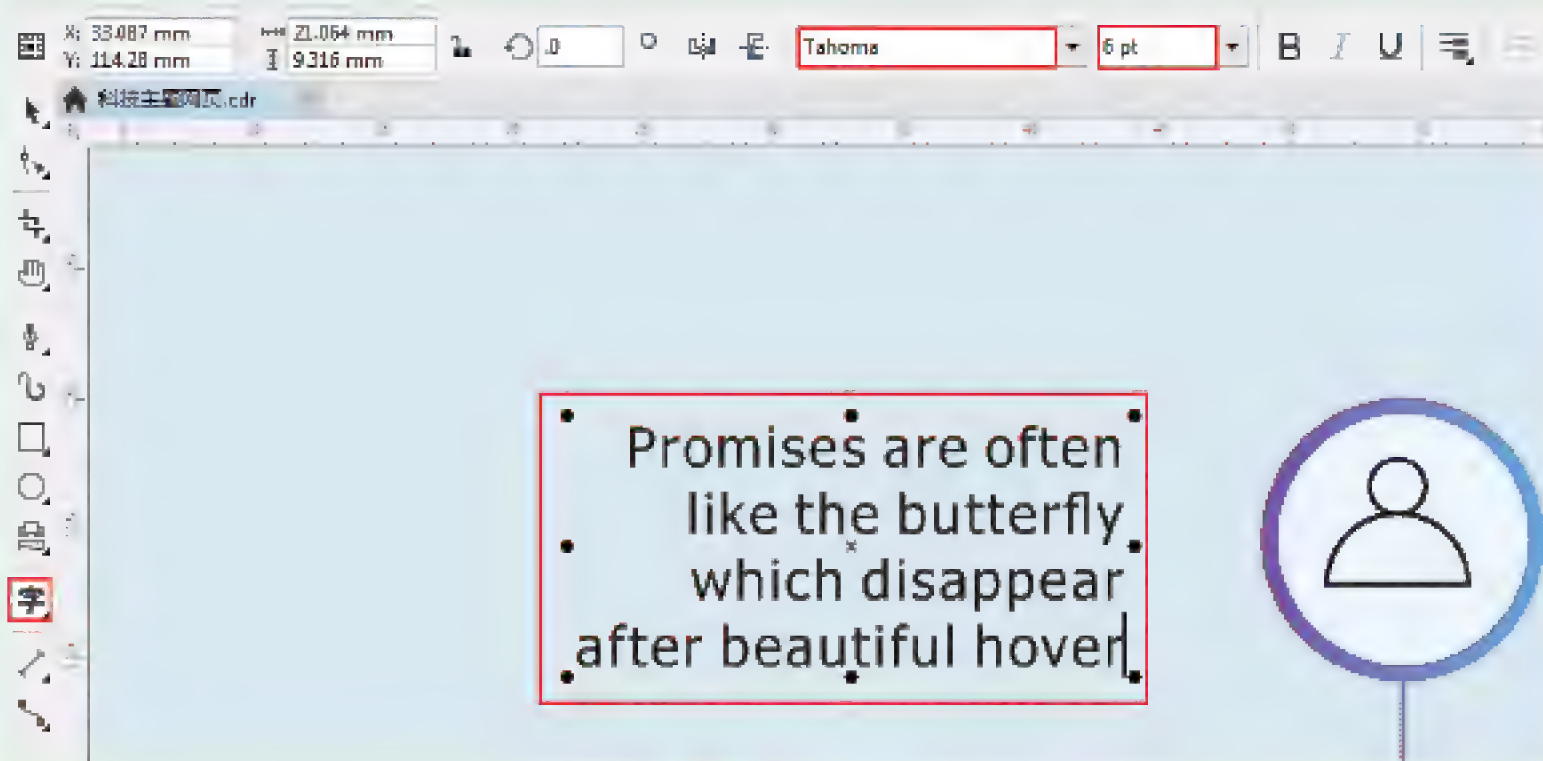 X: 33.087 mm
21.064 mm
Y: 114.28 mm
9.316 mm
.0
Tahoma
6 pt
B I U
科技主题网页.cdr
字
Promises are often
like the butterfly
which disappear
after beautiful hover